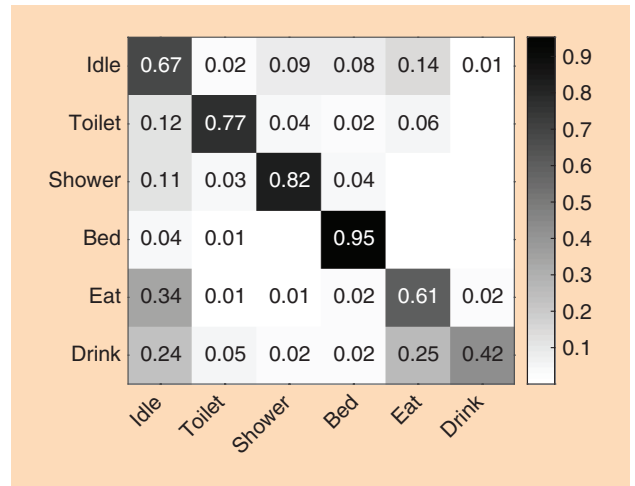 Idle 0.67 0.02 0.09 0.08 0.14 0.01
Toilet 0.12 0.77 0.04 0.02 0.06
Shower 0.11 0.03 0.82 0.04
Bed 0.04 0.01 0.95
Eat 0.34 0.01 0.01 0.02 0.61 0.02
Drink 0.24 0.05 0.02 0.02 0.25 0.42
Idle Toilet Shower Bed Eat Drink
0.9
0.8
0.7
0.6
0.5
0.4
0.3
0.2
0.1